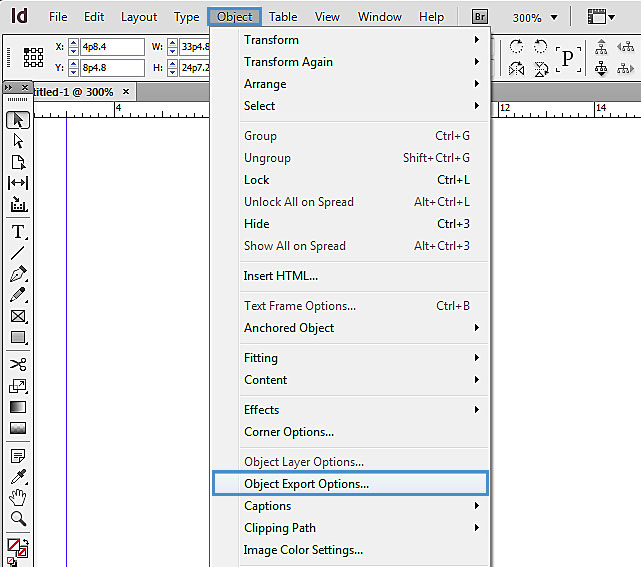 Id File Edit Layout Type Object Table View Window Help Br 300%
X: 4p8.4 W: 33p4.8
Y: 8p4.8 H: 24p7.2
titled-1 @ 300% ×
4 12 14
Transform
Transform Again
Arrange
Select
Group Ctrl+G
Ungroup Shift+Ctrl+G
Lock Ctrl+L
Unlock All on Spread Alt+Ctrl+L
Hide Ctrl+3
Show All on Spread Alt+Ctrl+3
Insert HTML...
Text Frame Options... Ctrl+B
Anchored Object
Fitting
Content
Effects
Corner Options...
Object Layer Options...
Object Export Options...
Captions
Clipping Path
Image Color Settings...